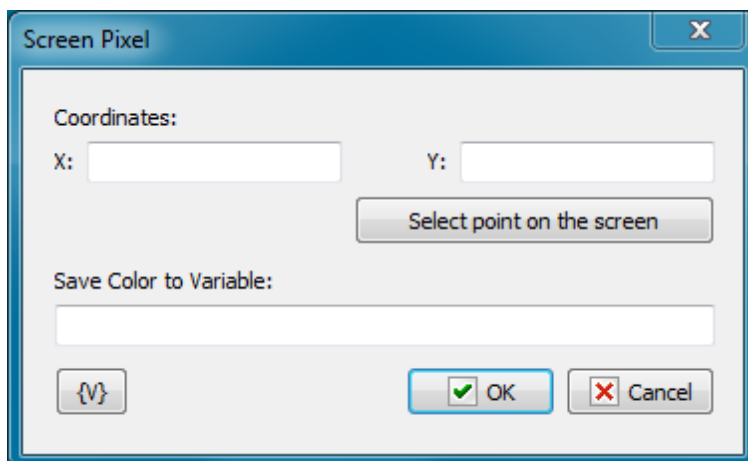 Screen Pixel
Coordinates:
X: Y:
Select point on the screen
Save Color to Variable:
{V} OK Cancel